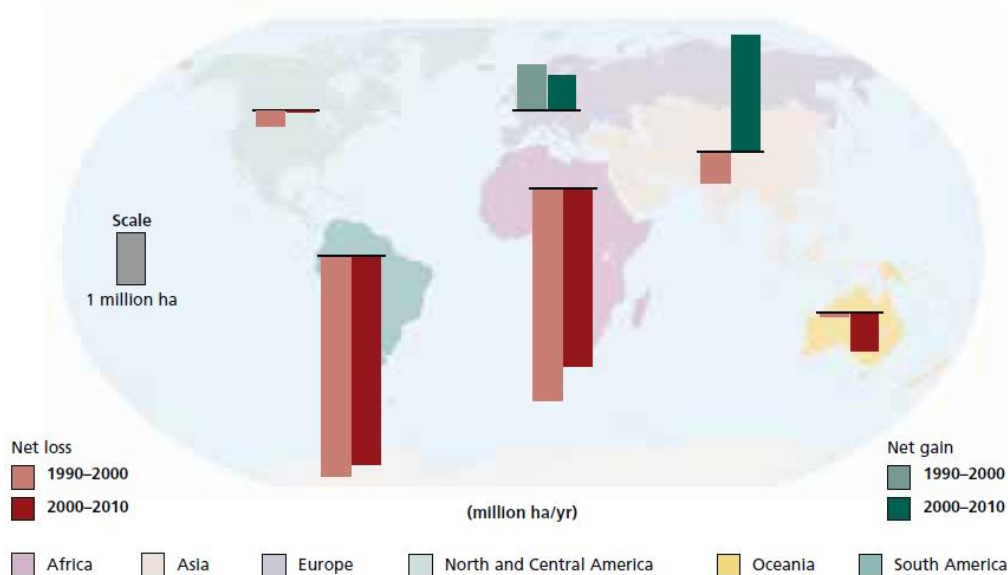 Scale
1 million ha
Net loss
1990–2000
2000–2010
(million ha/yr)
Net gain
1990–2000
2000–2010
Africa
Asia
Europe
North and Central America
Oceania
South America